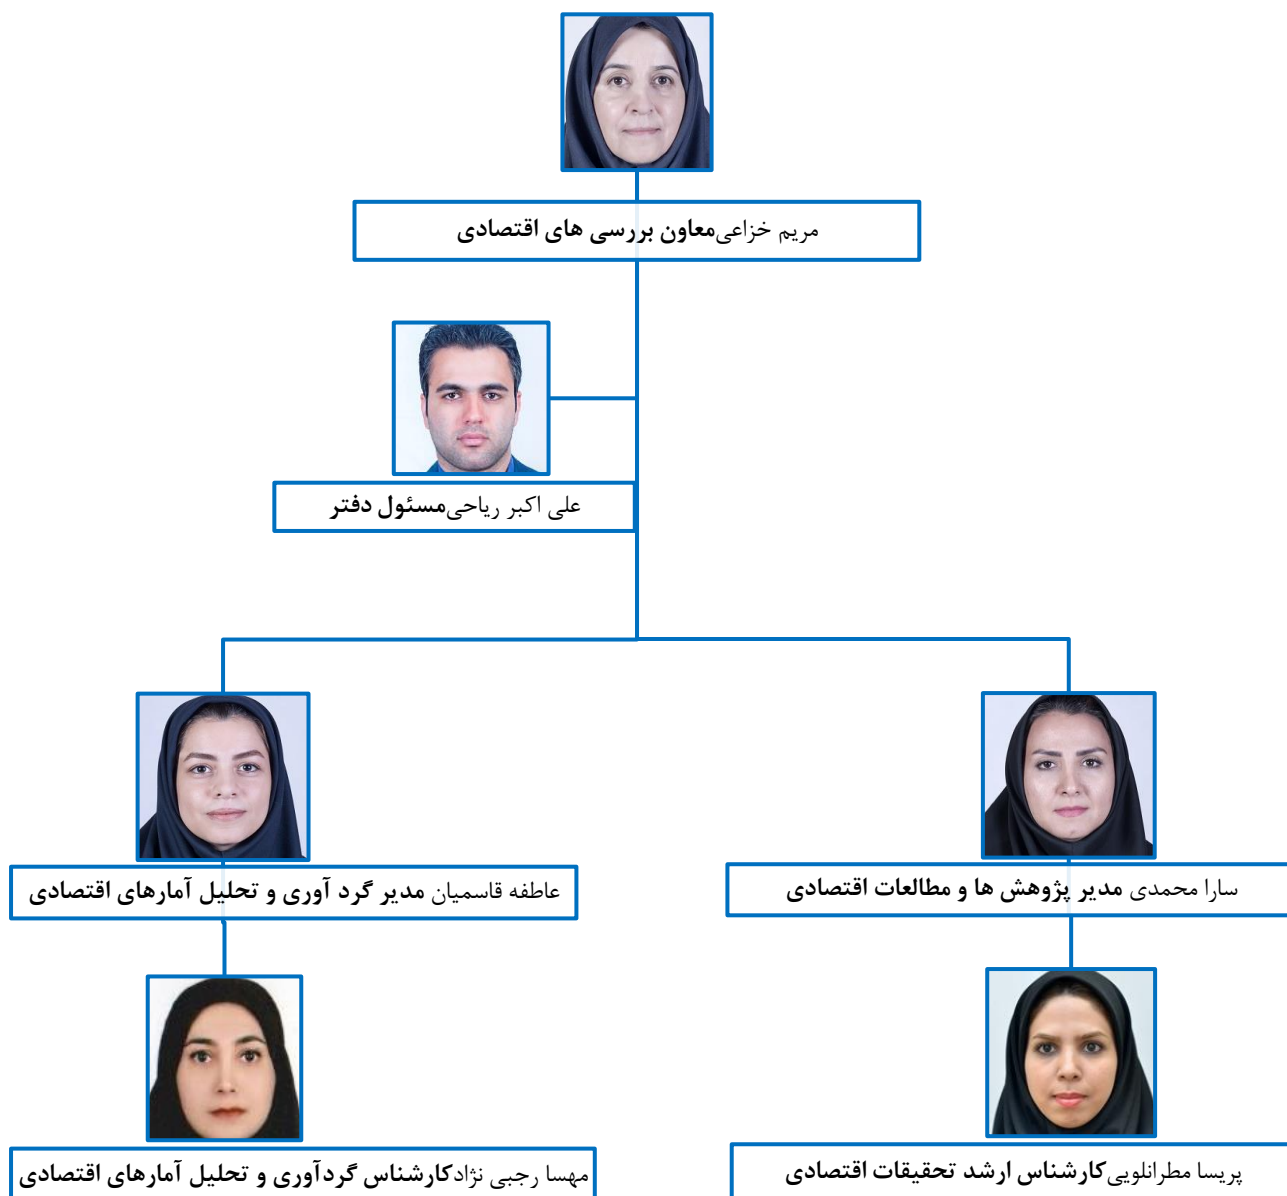 مریم خزاعیمعاون بررسی های اقتصادی
علی اکبر ریاحیمسئول دفتر
سارا محمدی مدیر پژوهش ها و مطالعات اقتصادی
عاطفه قاسمیان مدیر گرد آوری و تحلیل آمارهای اقتصادی
پریسا مطرانلوییکارشناس ارشد تحقیقات اقتصادی
مهسا رجبی نژادکارشناس گردآوری و تحلیل آمارهای اقتصادی